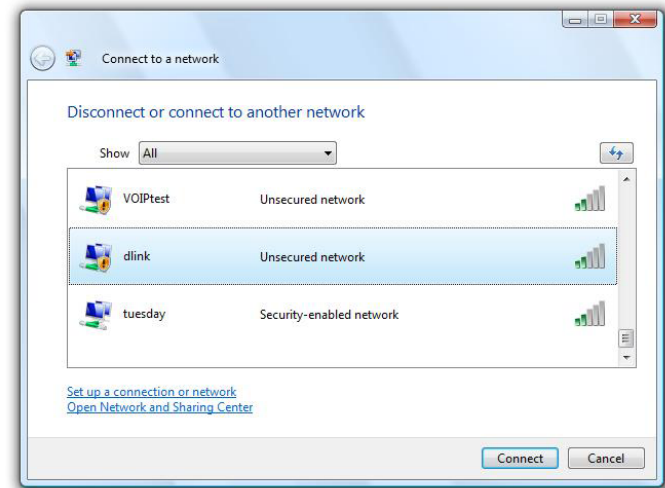 Connect to a network
Disconnect or connect to another network
Show All
VOIPtest Unsecured network
dlink Unsecured network
tuesday Security-enabled network
Set up a connection or network
Open Network and Sharing Center
Connect Cancel